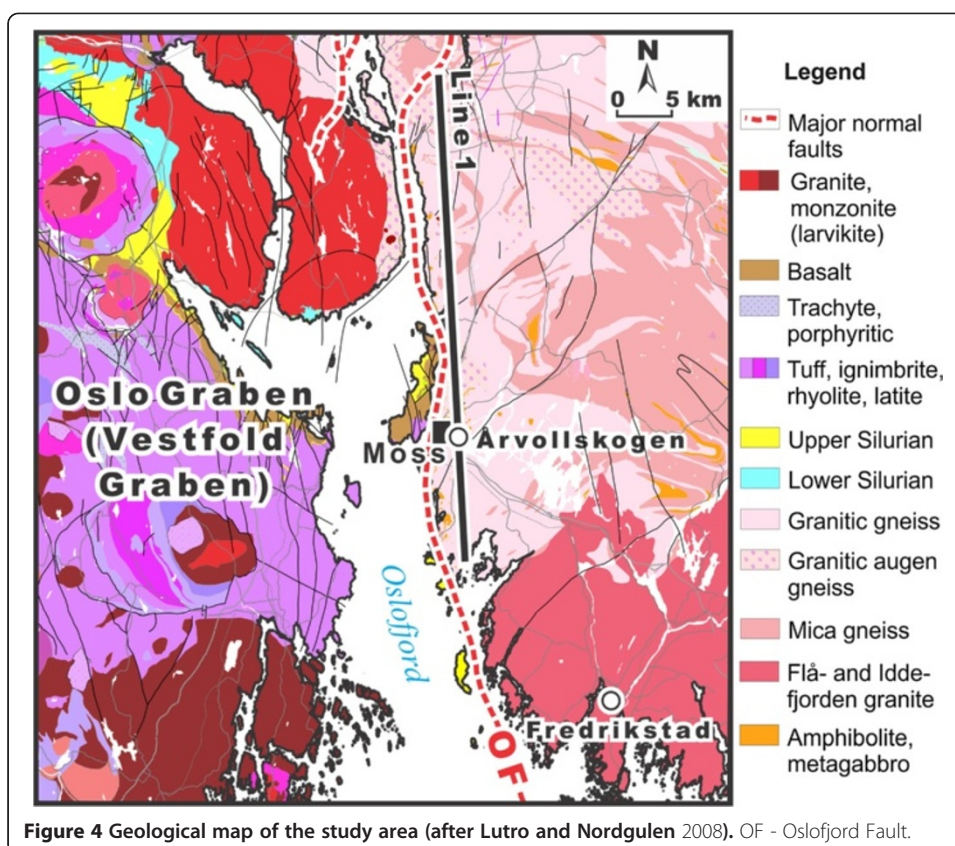 N
0 5 km
Line 1
Oslo Graben
(Vestfold
Graben)
Moss
Årvollskogen
Oslofjord
Fredrikstad
OF
Legend
Major normal
faults
Granite,
monzonite
(larvikite)
Basalt
Trachyte,
porphyritic
Tuff, ignimbrite,
rhyolite, latite
Upper Silurian
Lower Silurian
Granitic gneiss
Granitic augen
gneiss
Mica gneiss
Flå- and Idde-
fjorden granite
Amphibolite,
metagabbro
Figure 4 Geological map of the study area (after Lutro and Nordgulen 2008). OF - Oslofjord Fault.